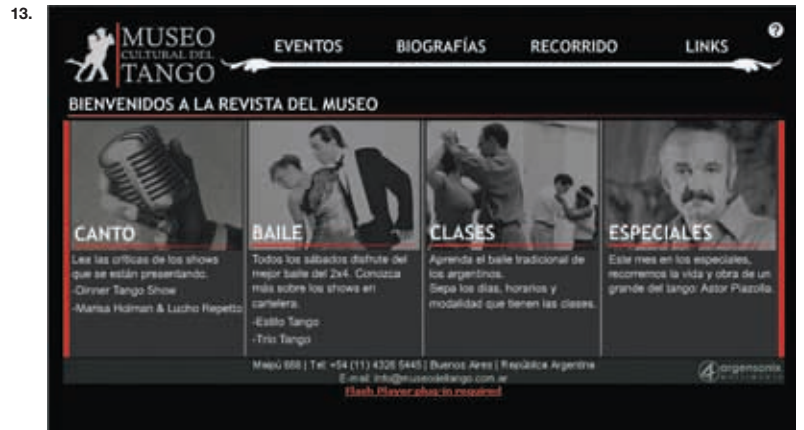 13.
MUSEO
CULTURAL DEL
TANGO
EVENTOS BIOGRAFÍAS RECORRIDO LINKS
?
BIENVENIDOS A LA REVISTA DEL MUSEO
CANTO
Lea las críticas de los shows
que se están presentando.
-Dinner Tango Show
-Marisa Holman & Lucho Repetto
BAILE
Todos los sábados disfrute del
mejor baile del 2x4. Conozca
más sobre los shows en
cartelera.
-Estilo Tango
-Trío Tango
CLASES
Aprenda el baile tradicional de
los argentinos.
Sepa los días, horarios y
modalidad que tienen las clases.
ESPECIALES
Este mes en los especiales,
recorremos la vida y obra de un
grande del tango: Astor Piazolla.
Maipú 888 | Tel: +54 (11) 4326 5445 | Buenos Aires | República Argentina
E-mail: info@museodeltango.com.ar
Flash Player plug-in required
argensonix